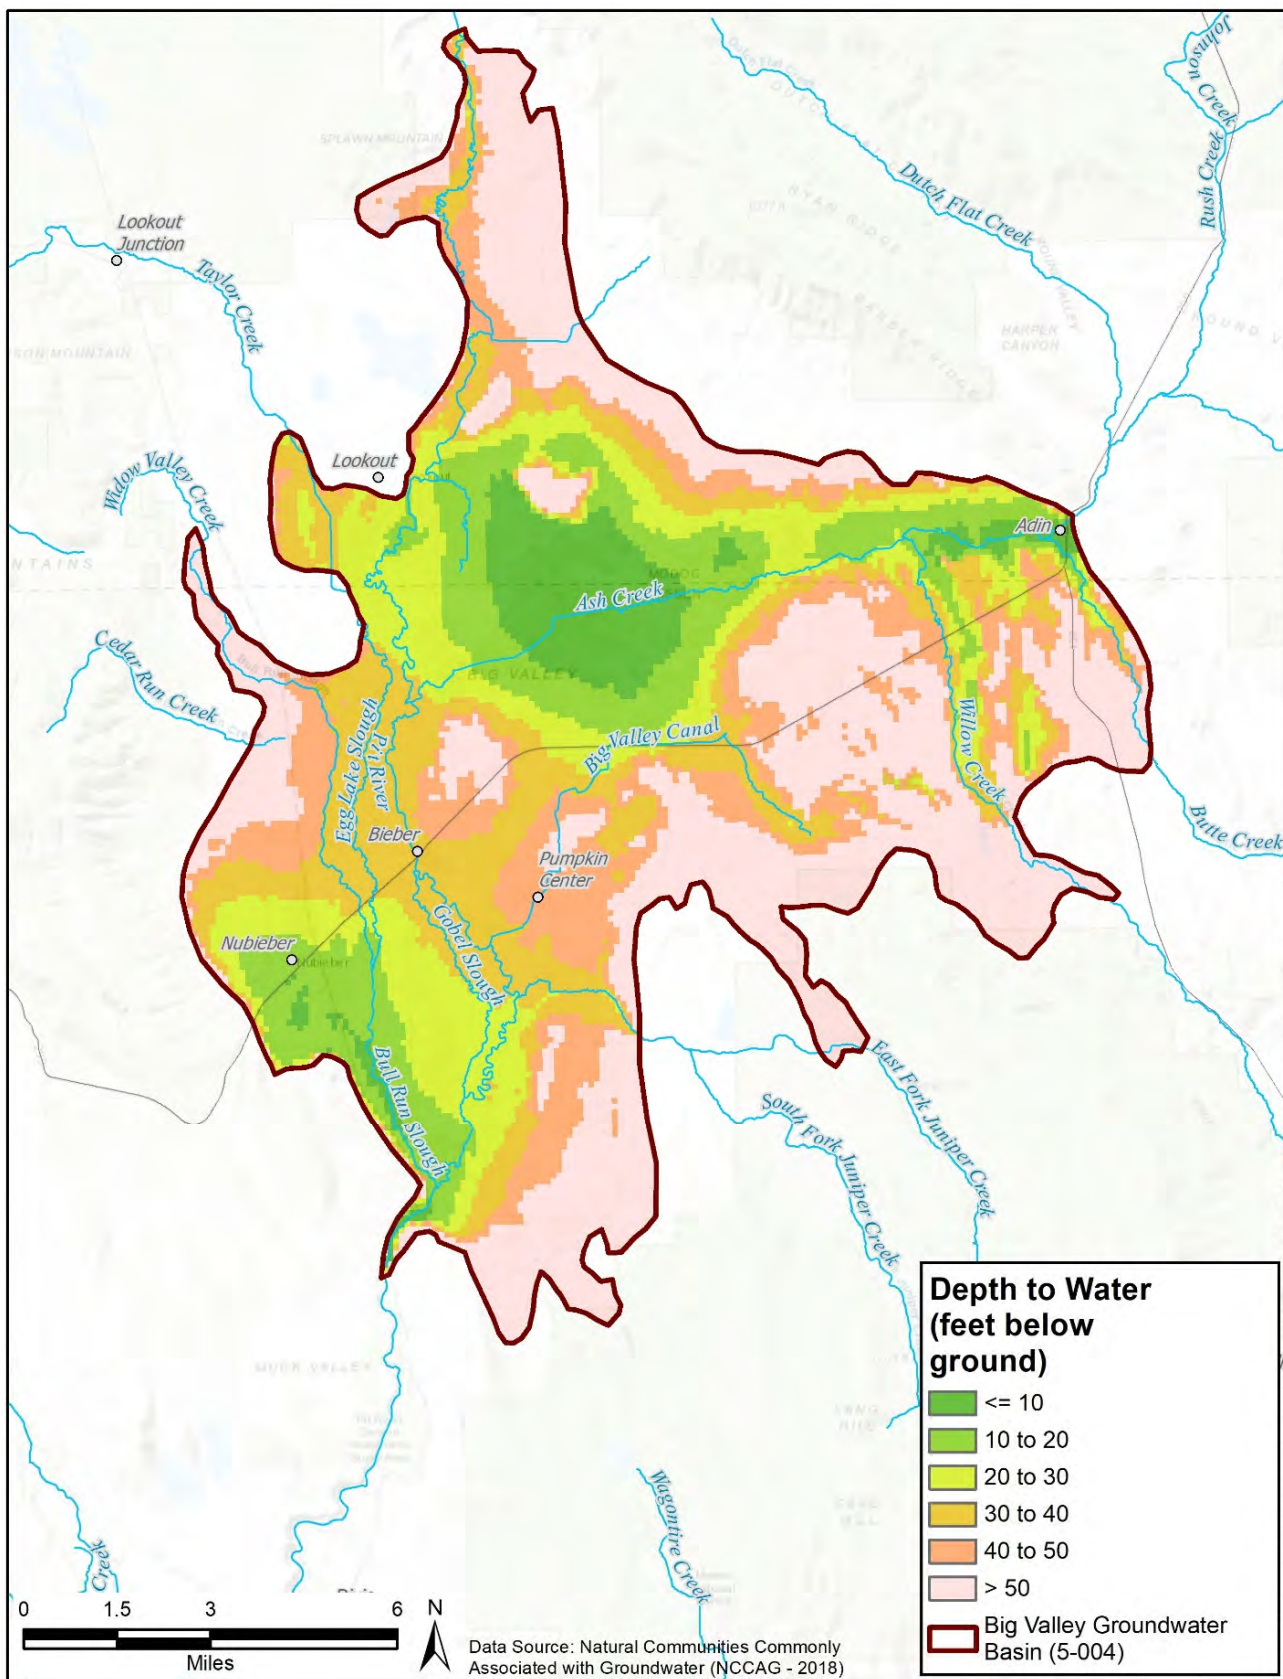 Johnson Creek
Dutch Flat Creek
Rush Creek
SPLAWN MOUNTAIN
Lookout
Junction
Taylor Creek
HARPER
CANYON
Lookout
Widow Valley Creek
Adin
Ash Creek
Cedar Run Creek
BIG VALLEY
Egg Lake Slough
Pit River
Big Valley Canal
Willow Creek
Butte Creek
Bieber
Pumpkin
Center
Gobel Slough
Nubieber
Nubieber
Bull Run Slough
East Fork Juniper Creek
South Fork Juniper Creek
MUCK VALLEY
Wagontire Creek
Creek
Depth to Water
(feet below
ground)
<= 10
10 to 20
20 to 30
30 to 40
40 to 50
> 50
Big Valley Groundwater
Basin (5-004)
0 1.5 3 6
Miles
N
Data Source: Natural Communities Commonly
Associated with Groundwater (NCCAG - 2018)